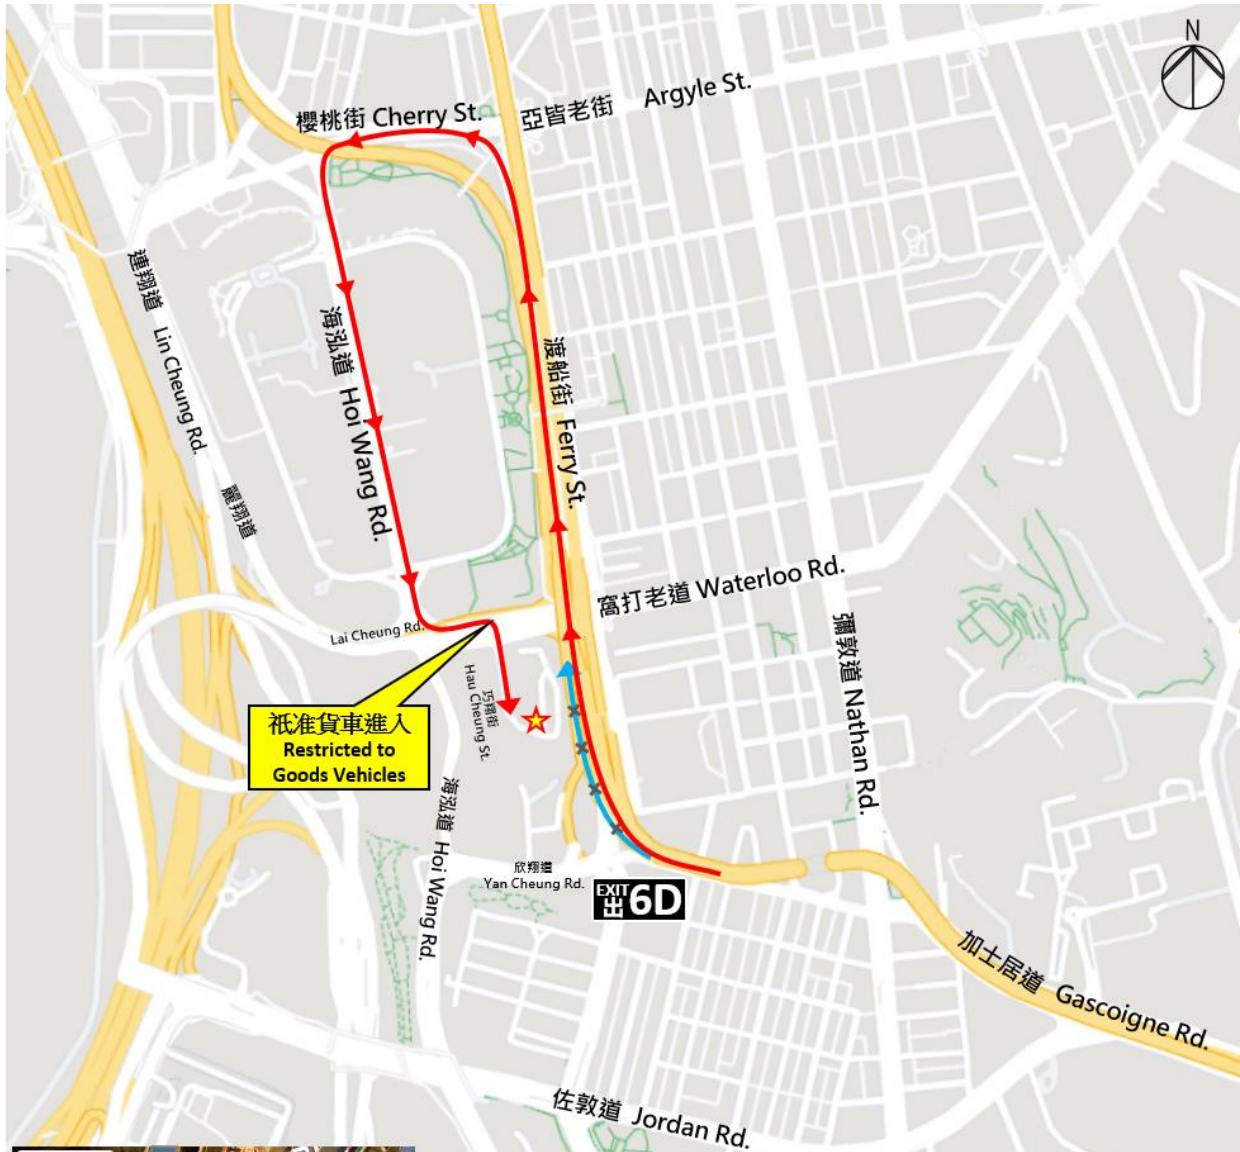 N
櫻桃街 Cherry St.
亞皆老街 Argyle St.
連翔道 Lin Cheung Rd.
海泓道 Hoi Wang Rd.
渡船街 Ferry St.
麗翔道
Lai Cheung Rd.
窩打老道 Waterloo Rd.
彌敦道 Nathan Rd.
巧翔街
Hau Cheung St.
祇准貨車進入
Restricted to
Goods Vehicles
海泓道 Hoi Wang Rd.
欣翔道
Yan Cheung Rd.
EXIT
出
6D
加士居道 Gascoigne Rd.
佐敦道 Jordan Rd.